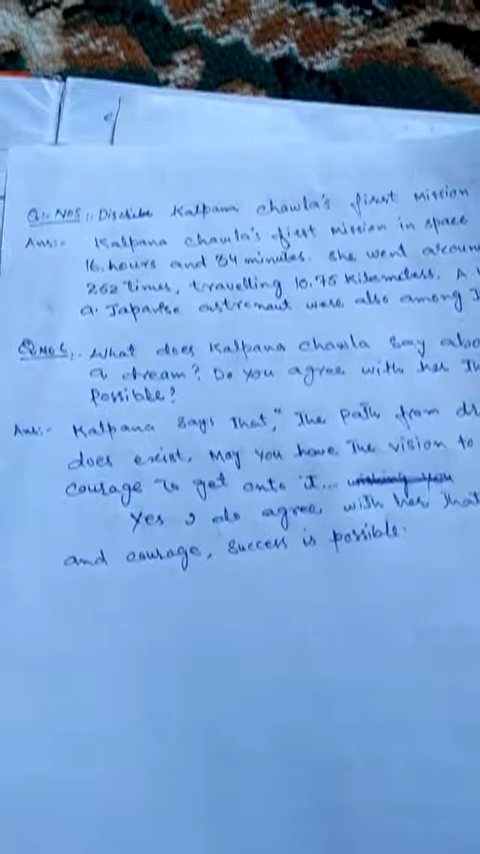 Q:. No5:. Discribe Kalpana Chawla's first Mission
Ans:- Kalpana Chawla's first Mission in space
16 hours and 34 minutes. She went aroun
252 times, travelling 10.75 Kilometers. A
a. Japanese astronaut were also among
Q:No6:. What does Kalpana Chawla Say abo
a dream? Do you agree with her Th
Possible?
Ans:- Kalpana says That, "The Path from dr
does exist. May you have The vision to
courage to get onto it... wishing you
Yes I do agree, with her That
and courage, Success is possible.